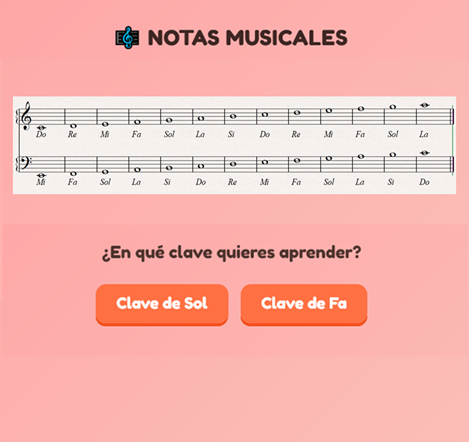 NOTAS MUSICALES
Do Re Mi Fa Sol La Si Do Re Mi Fa Sol La
Mi Fa Sol La Si Do Re Mi Fa Sol La Si Do
¿En qué clave quieres aprender?
Clave de Sol Clave de Fa